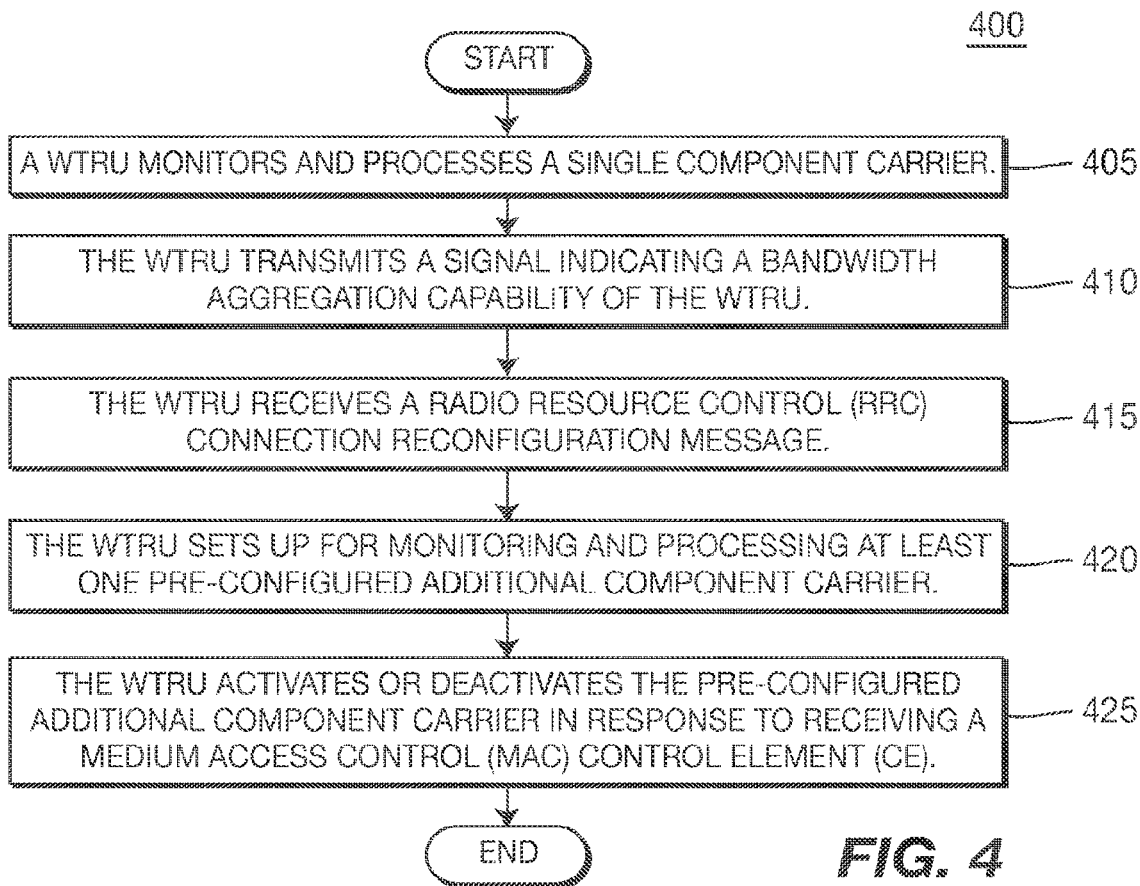 400
START
A WTRU MONITORS AND PROCESSES A SINGLE COMPONENT CARRIER.
405
THE WTRU TRANSMITS A SIGNAL INDICATING A BANDWIDTH
AGGREGATION CAPABILITY OF THE WTRU.
410
THE WTRU RECEIVES A RADIO RESOURCE CONTROL (RRC)
CONNECTION RECONFIGURATION MESSAGE.
415
THE WTRU SETS UP FOR MONITORING AND PROCESSING AT LEAST
ONE PRE-CONFIGURED ADDITIONAL COMPONENT CARRIER.
420
THE WTRU ACTIVATES OR DEACTIVATES THE PRE-CONFIGURED
ADDITIONAL COMPONENT CARRIER IN RESPONSE TO RECEIVING A
MEDIUM ACCESS CONTROL (MAC) CONTROL ELEMENT (CE).
425
END
FIG. 4